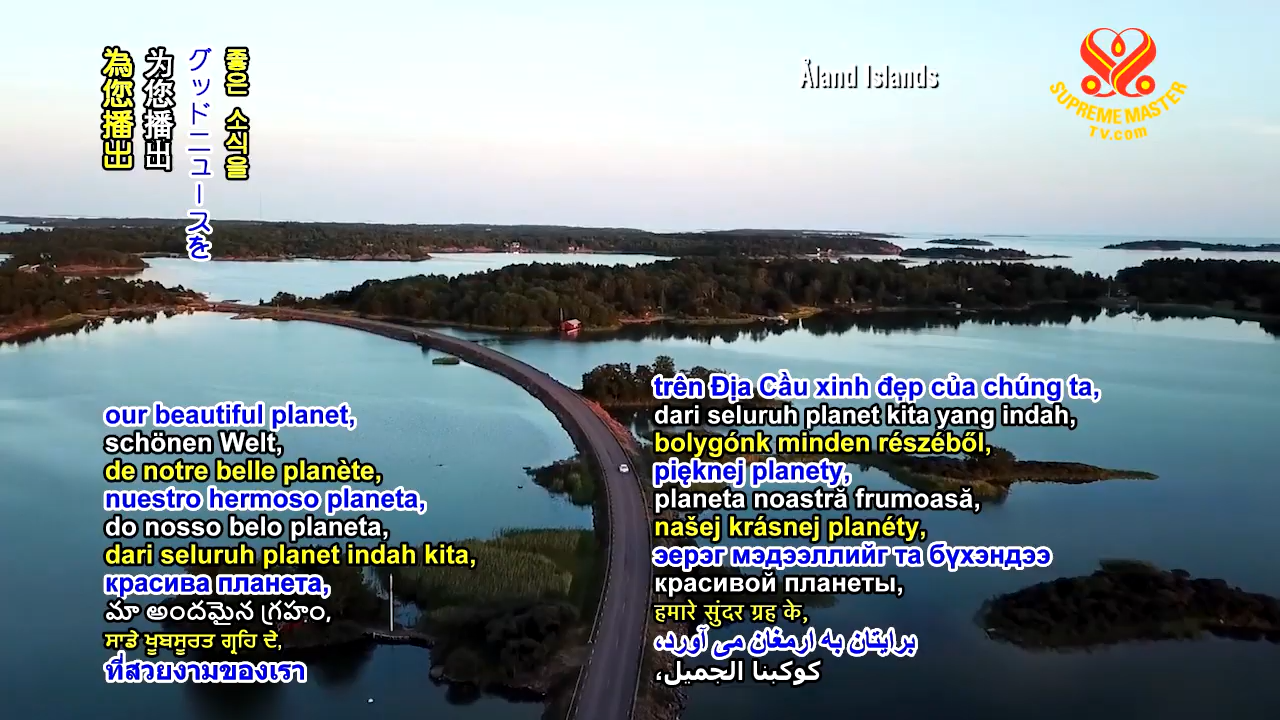 Åland Islands
SUPREME MASTER
TV.com
좋은 소식을
グッドニュースを
为您播出
為您播出
our beautiful planet,
schönen Welt,
de notre belle planète,
nuestro hermoso planeta,
do nosso belo planeta,
dari seluruh planet indah kita,
красива планета,
మా అందమైన గ్రహం,
ਸਾਡੇ ਖੂਬਸੂਰਤ ਗ੍ਰਹਿ ਦੇ,
ที่สวยงามของเรา
trên Địa Cầu xinh đẹp của chúng ta,
dari seluruh planet kita yang indah,
bolygónk minden részéből,
pięknej planety,
planeta noastră frumoasă,
našej krásnej planéty,
эерэг мэдээллийг та бүхэндээ
красивой планеты,
हमारे सुंदर ग्रह के,
برایتان به ارمغان می آورد،
كوكبنا الجميل،